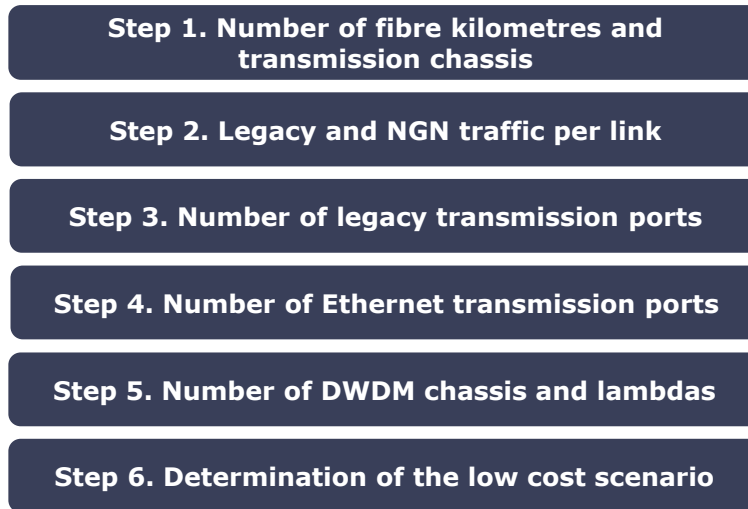 Step 1. Number of fibre kilometres and
transmission chassis
Step 2. Legacy and NGN traffic per link
Step 3. Number of legacy transmission ports
Step 4. Number of Ethernet transmission ports
Step 5. Number of DWDM chassis and lambdas
Step 6. Determination of the low cost scenario